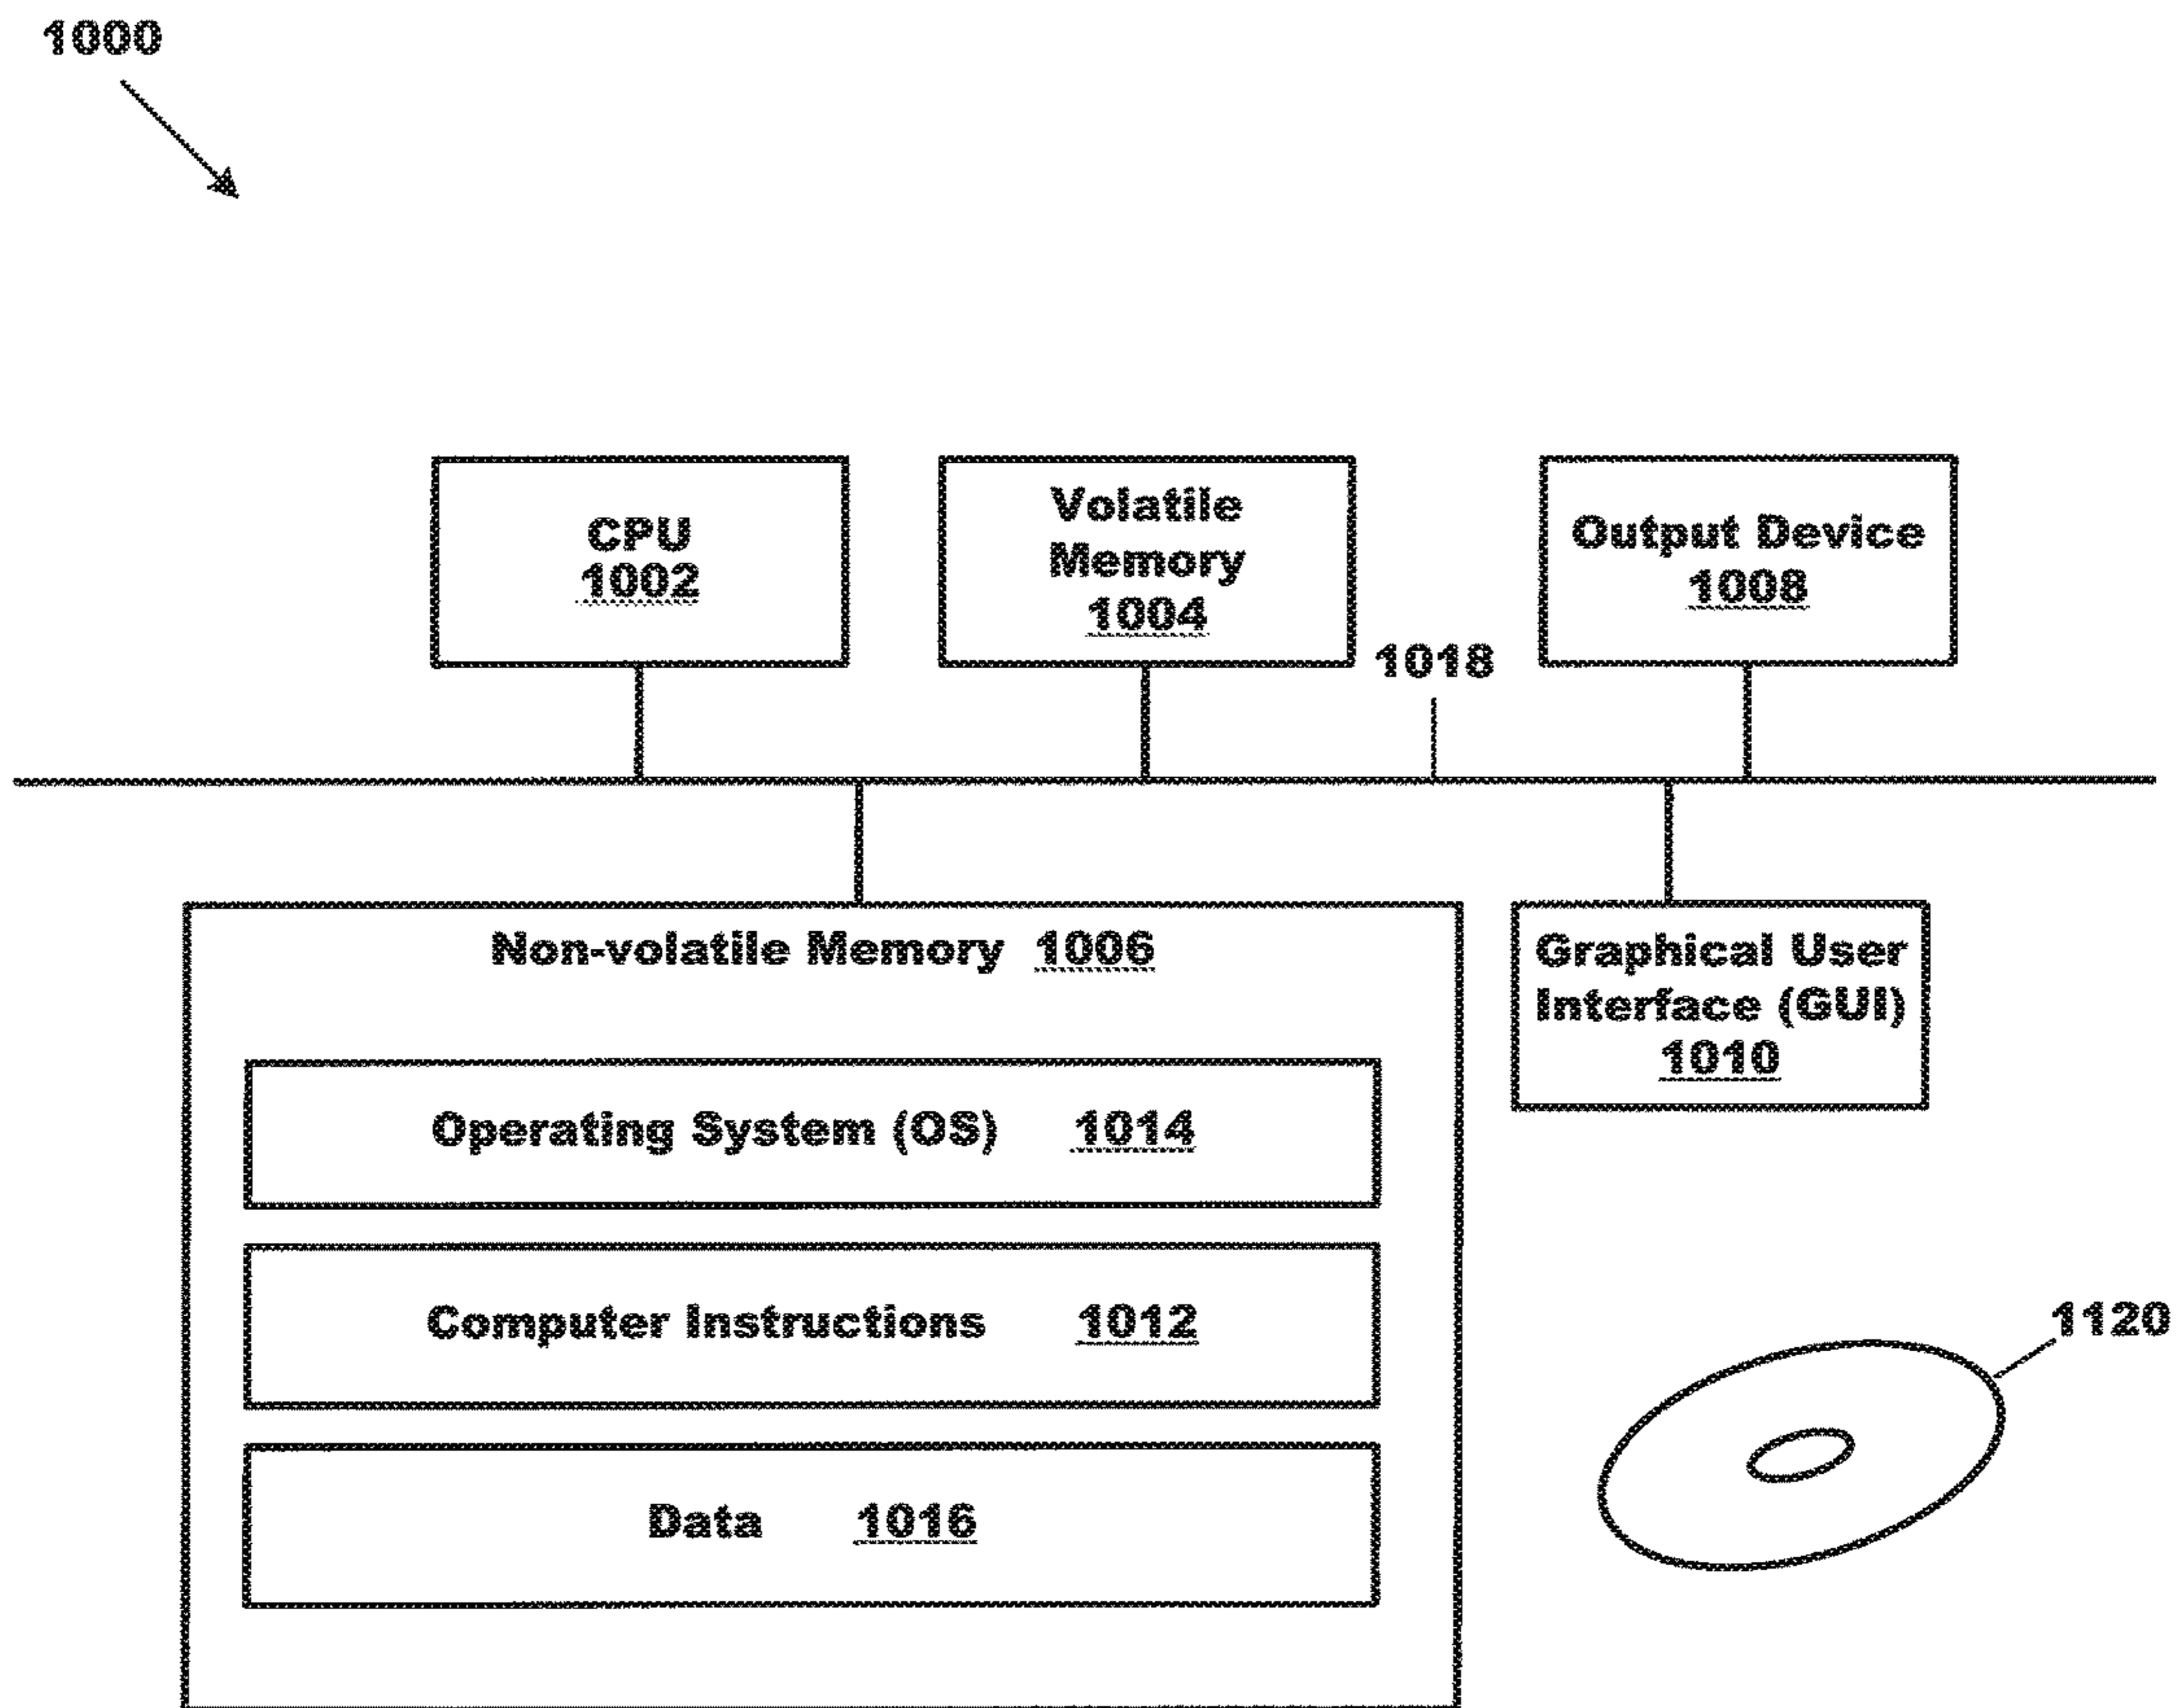 1000
CPU
1002
Volatile
Memory
1004
Output Device
1008
1018
Non-volatile Memory 1006
Operating System (OS) 1014
Computer Instructions 1012
Data 1016
Graphical User
Interface (GUI)
1010
1120